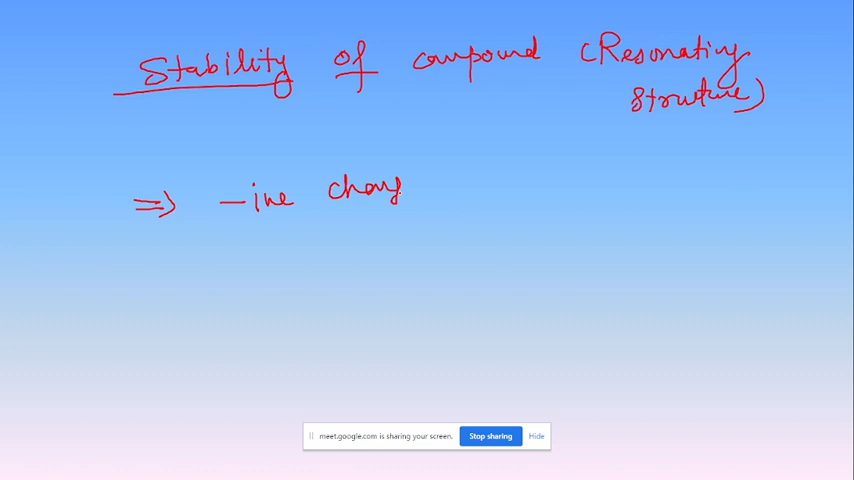 Stability of compound (Resonating
structure)
=> -ive charg
meet.google.com is sharing your screen. Stop sharing Hide